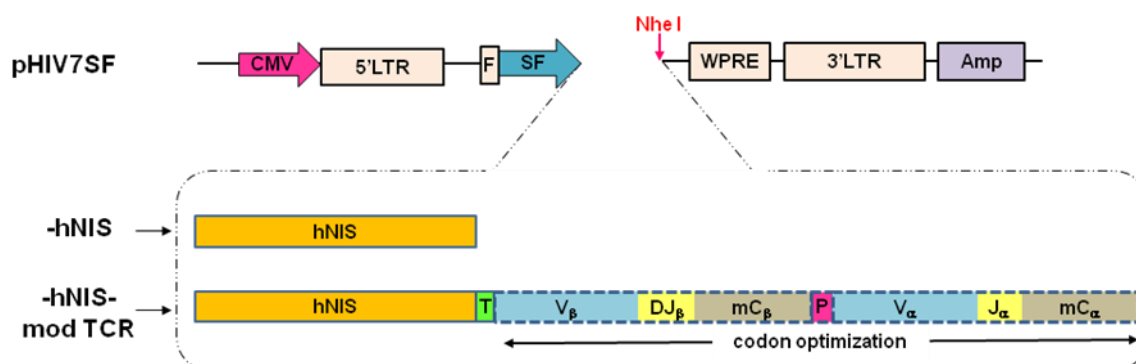 Nhe I
pHIV7SF CMV 5'LTR F SF WPRE 3'LTR Amp
-hNIS hNIS
-hNIS-
mod TCR hNIS T Vβ DJβ mCβ P Vα Jα mCα
codon optimization